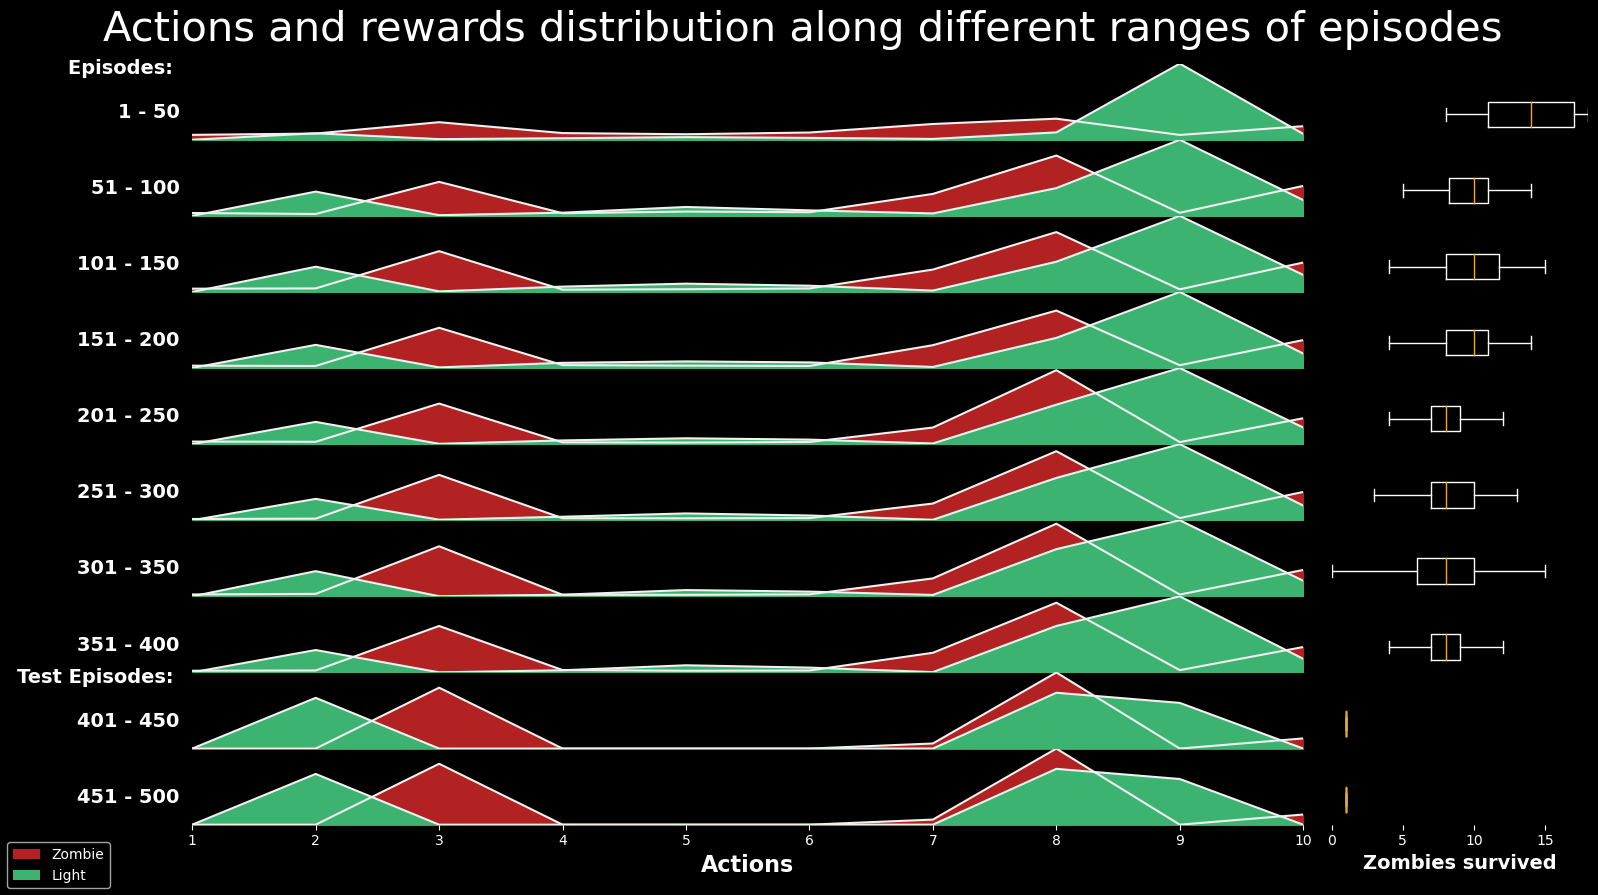 Actions and rewards distribution along different ranges of episodes
Episodes:
1 - 50
51 - 100
101 - 150
151 - 200
201 - 250
251 - 300
301 - 350
351 - 400
Test Episodes:
401 - 450
451 - 500
1 2 3 4 5 6 7 8 9 10 0 5 10 15
Actions
Zombies survived
Zombie
Light